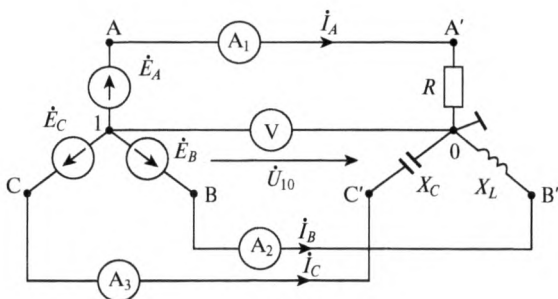 A A₁ İ_A A′
Ė_A R
Ė_C 1 V 0
Ė_B
C B U̇₁₀ C′ X_C X_L B′
A₂ İ_B
A₃ İ_C